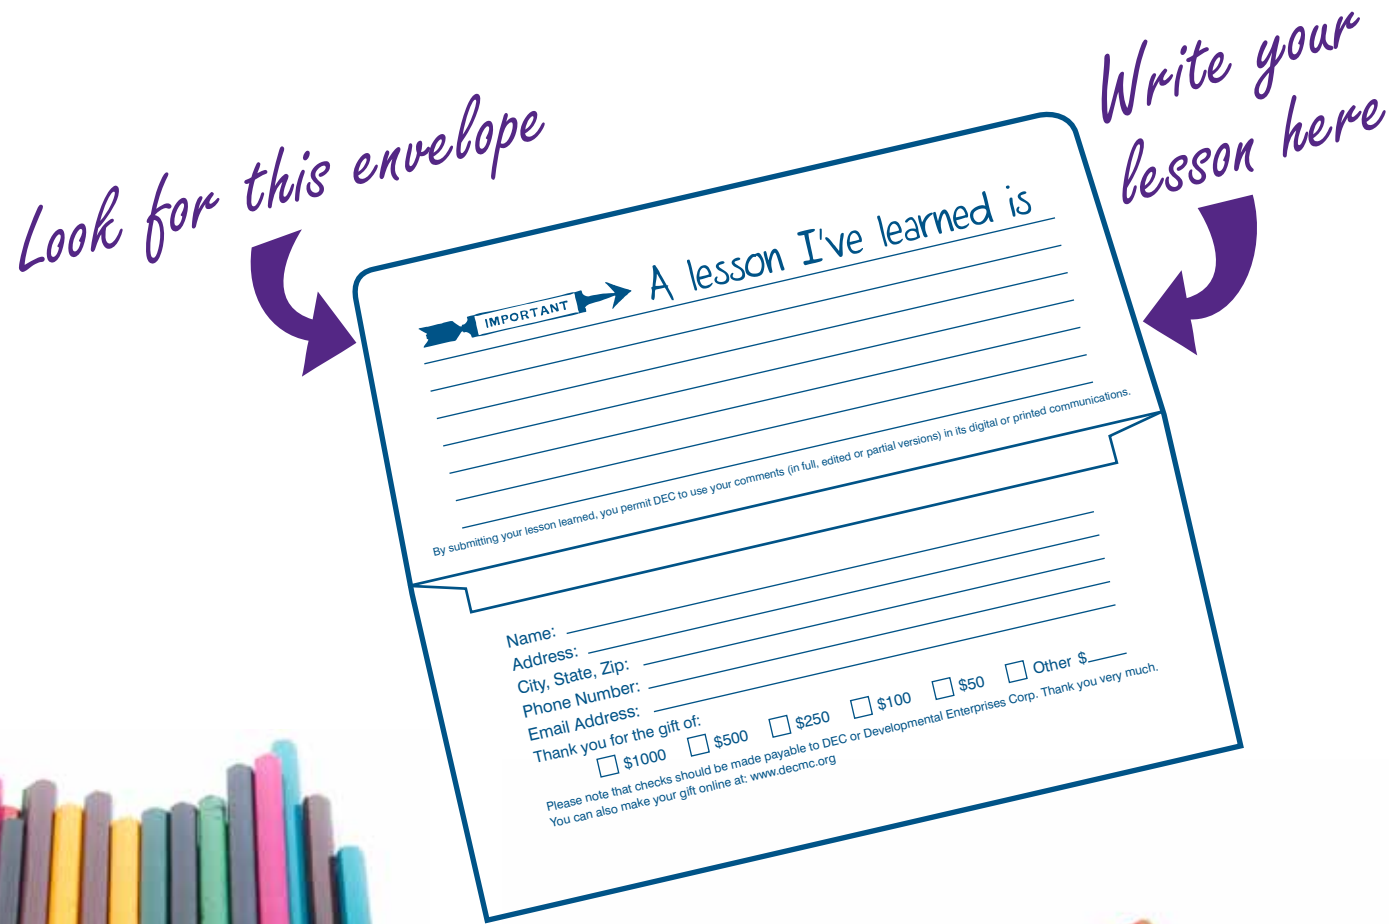 Look for this envelope
Write your
lesson here
IMPORTANT
A lesson I've learned is
By submitting your lesson learned, you permit DEC to use your comments (in full, edited or partial versions) in its digital or printed communications.
Name:
Address:
City, State, Zip:
Phone Number:
Email Address:
Thank you for the gift of:
$1000 $500 $250 $100 $50 Other $
Please note that checks should be made payable to DEC or Developmental Enterprises Corp. Thank you very much.
You can also make your gift online at: www.decmc.org